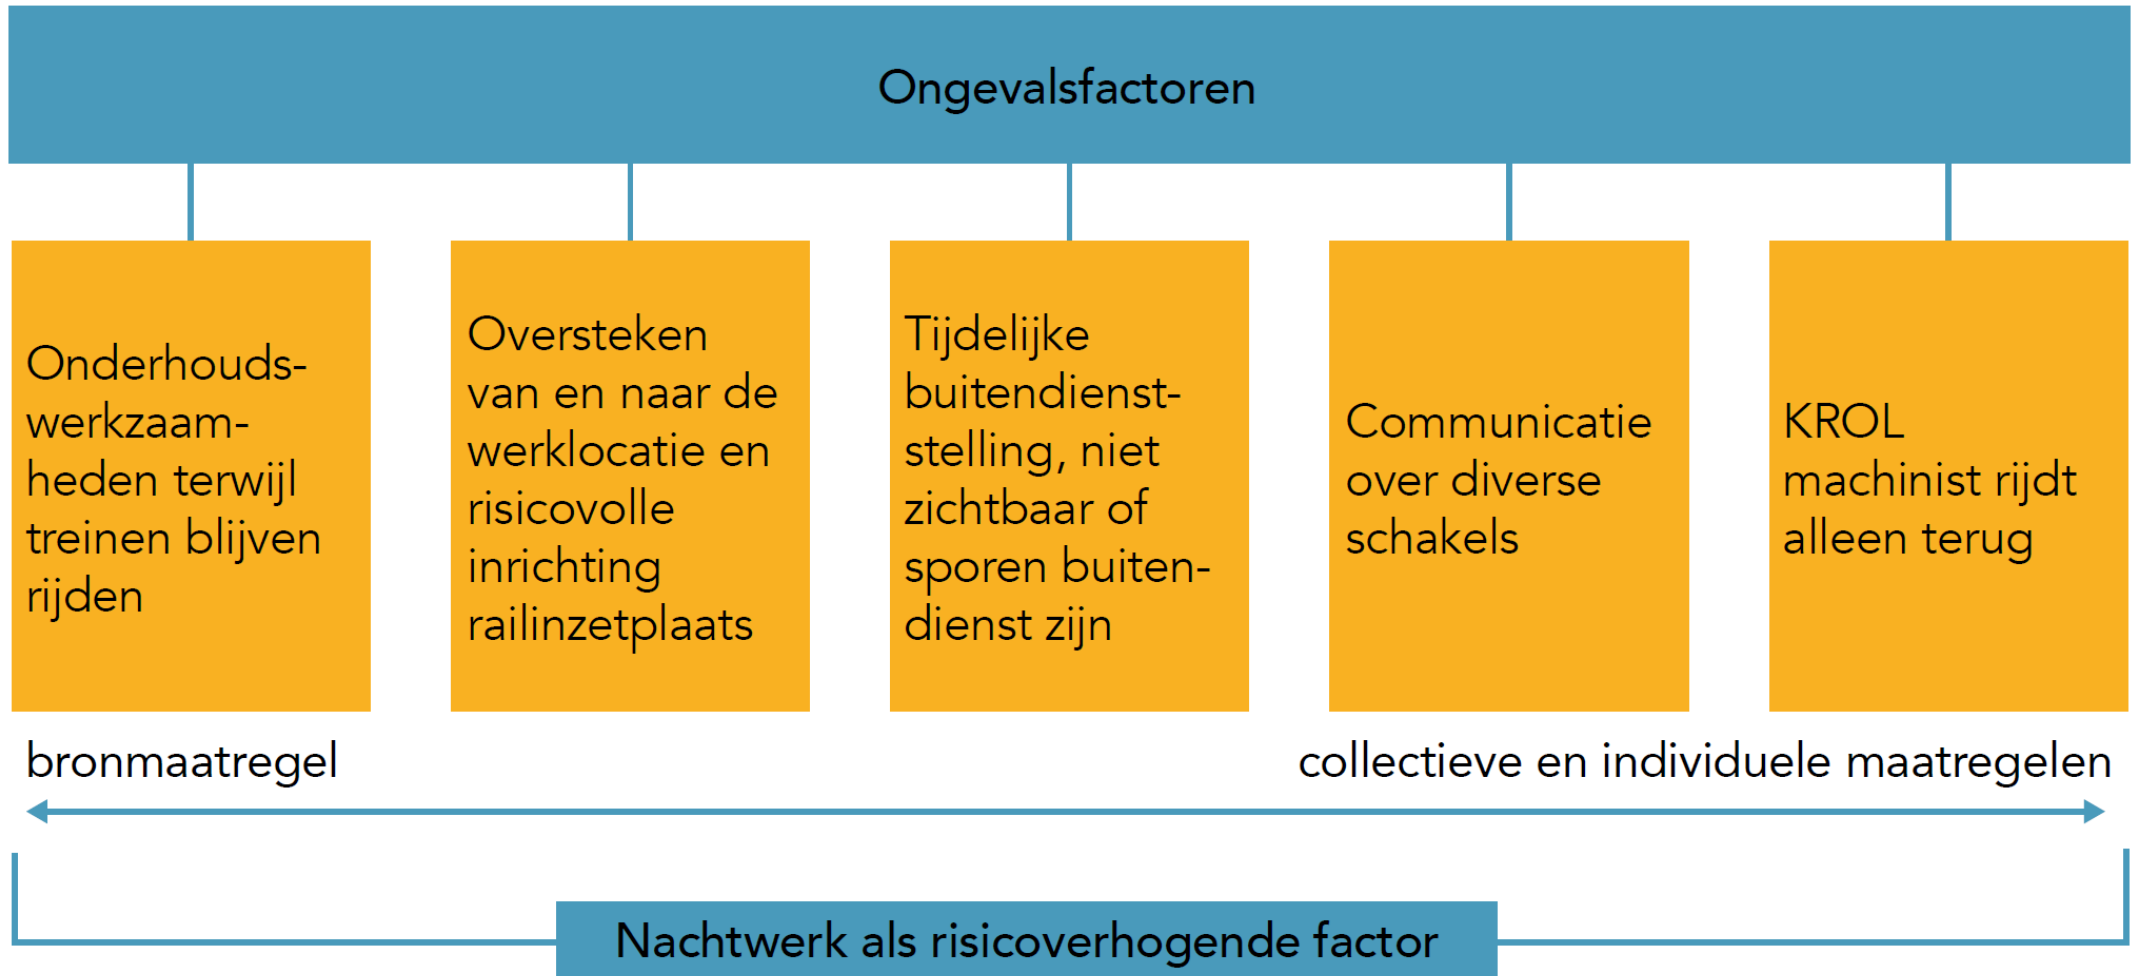 Ongevalsfactoren
Onderhouds-
werkzaam-
heden terwijl
treinen blijven
rijden
Oversteken
van en naar de
werklocatie en
risicovolle
inrichting
railinzetplaats
Tijdelijke
buitendienst-
stelling, niet
zichtbaar of
sporen buiten-
dienst zijn
Communicatie
over diverse
schakels
KROL
machinist rijdt
alleen terug
bronmaatregel
collectieve en individuele maatregelen
Nachtwerk als risicoverhogende factor